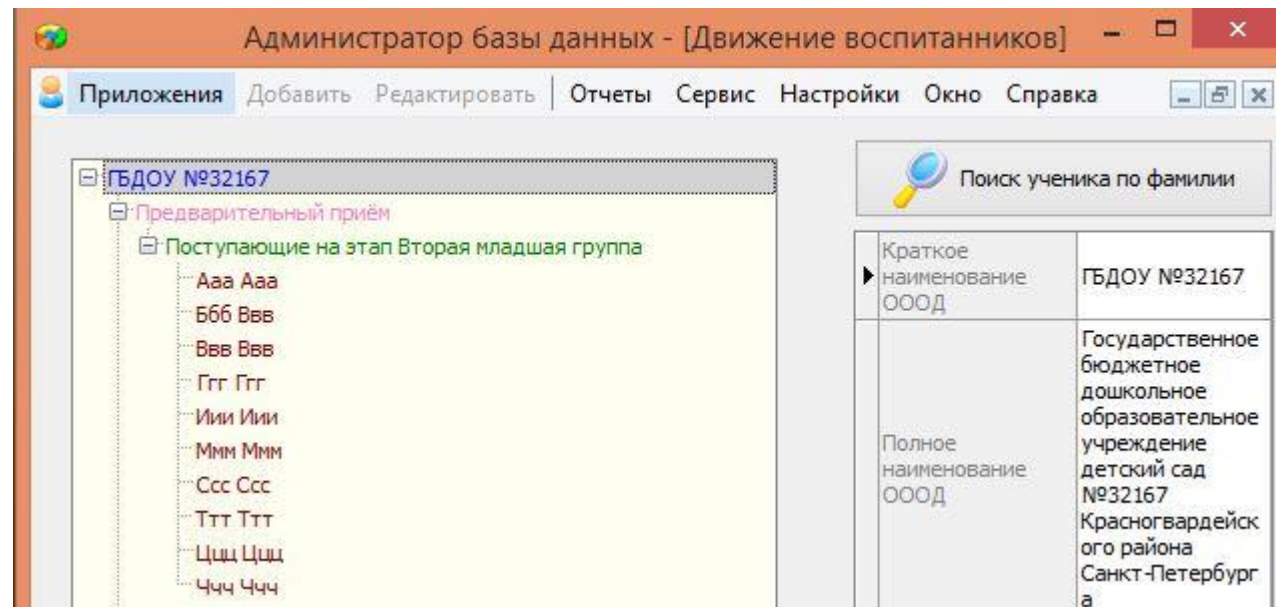 Администратор базы данных - [Движение воспитанников]
Приложения Добавить Редактировать Отчеты Сервис Настройки Окно Справка
ГБДОУ №32167
Предварительный приём
Поступающие на этап Вторая младшая группа
Ааа Ааа
Ббб Ввв
Ввв Ввв
Ггг Ггг
Иии Иии
Ммм Ммм
Ссс Ссс
Ттт Ттт
Ццц Ццц
Ччч Ччч
Поиск ученика по фамилии
Краткое
наименование
ОООД
ГБДОУ №32167
Полное
наименование
ОООД
Государственное
бюджетное
дошкольное
образовательное
учреждение
детский сад
№32167
Красногвардейск
ого района
Санкт-Петербург
а